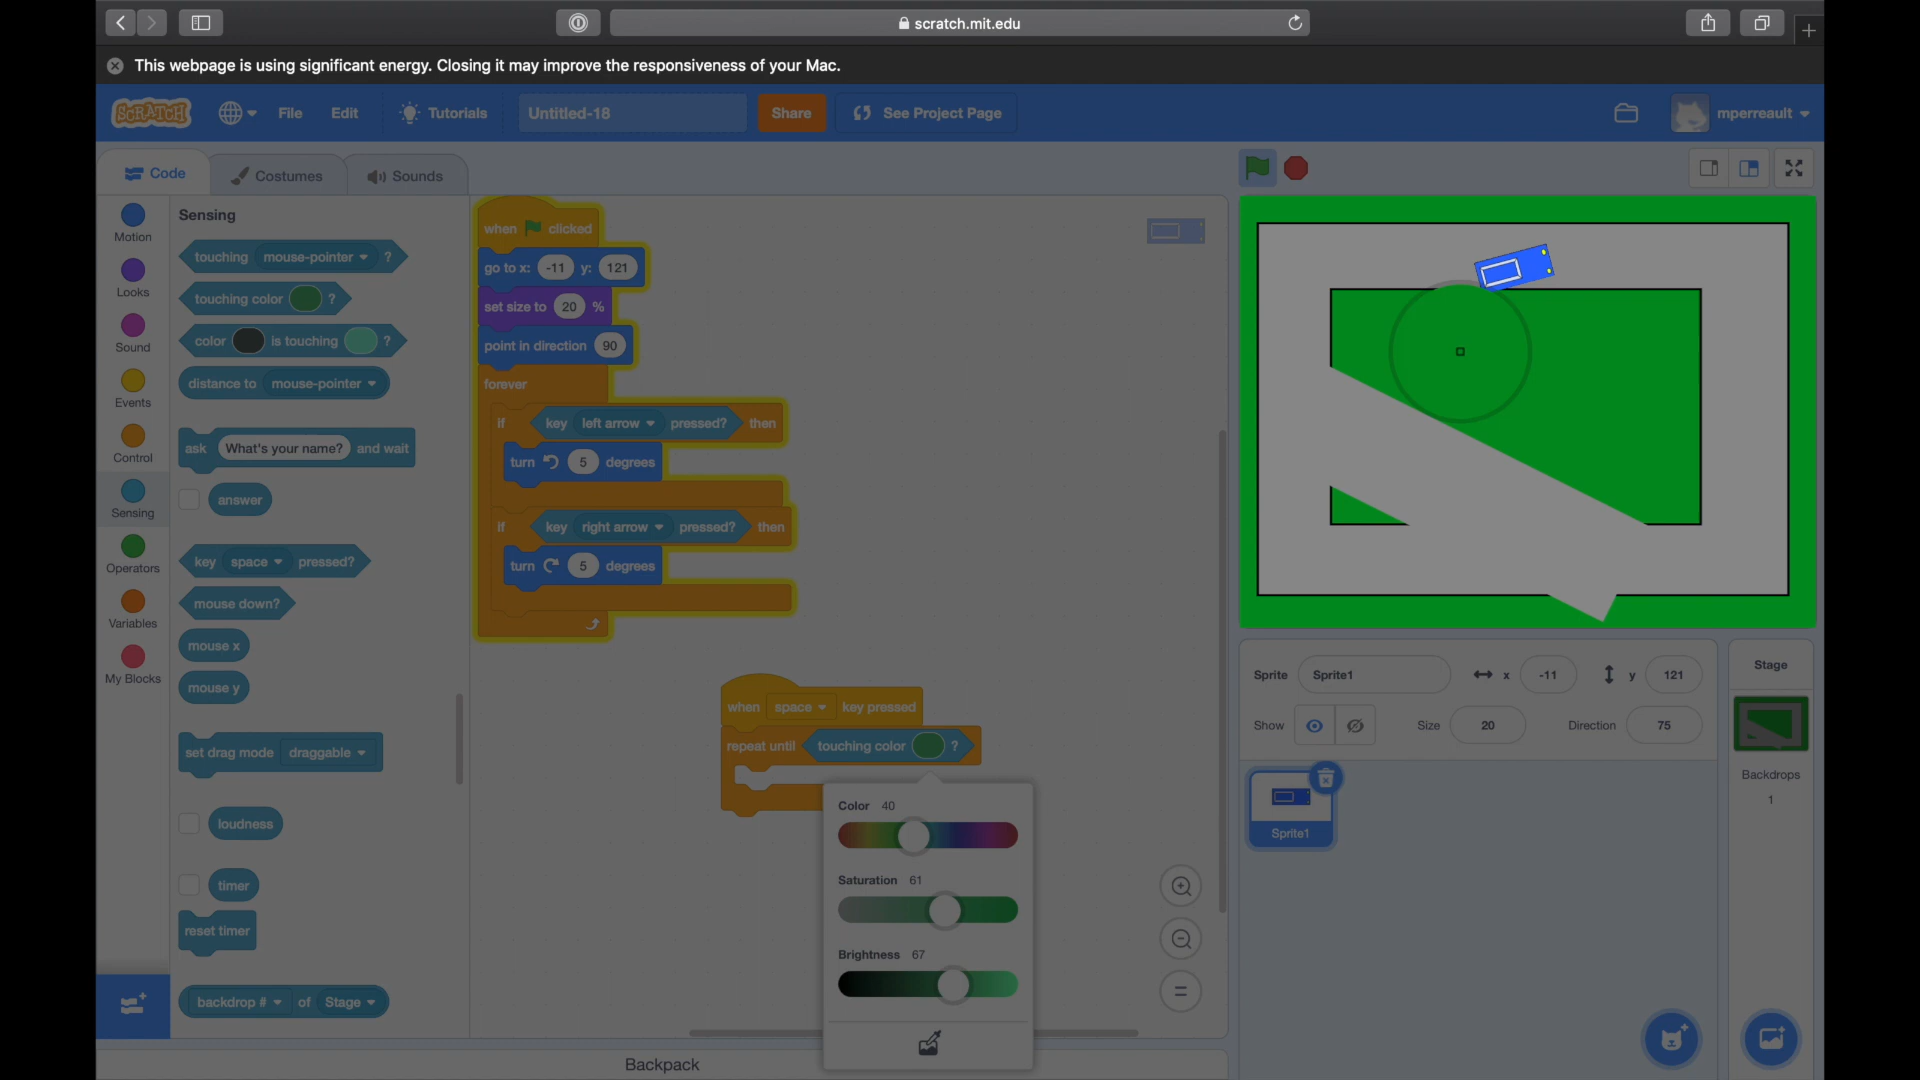 scratch.mit.edu
This webpage is using significant energy. Closing it may improve the responsiveness of your Mac.
SCRATCH File Edit Tutorials Untitled-18 Share See Project Page mperreault
Code Costumes Sounds
Motion
Looks
Sound
Events
Control
Sensing
Operators
Variables
My Blocks
Sensing
touching mouse-pointer ?
touching color ?
color is touching ?
distance to mouse-pointer
ask What's your name? and wait
answer
key space pressed?
mouse down?
mouse x
mouse y
set drag mode draggable
loudness
timer
reset timer
backdrop # of Stage
when clicked
go to x: -11 y: 121
set size to 20 %
point in direction 90
forever
if key left arrow pressed? then
turn 5 degrees
if key right arrow pressed? then
turn 5 degrees
when space key pressed
repeat until touching color ?
Color 40
Saturation 61
Brightness 67
Backpack
Sprite Sprite1 x -11 y 121
Show Size 20 Direction 75
Sprite1
Stage
Backdrops
1